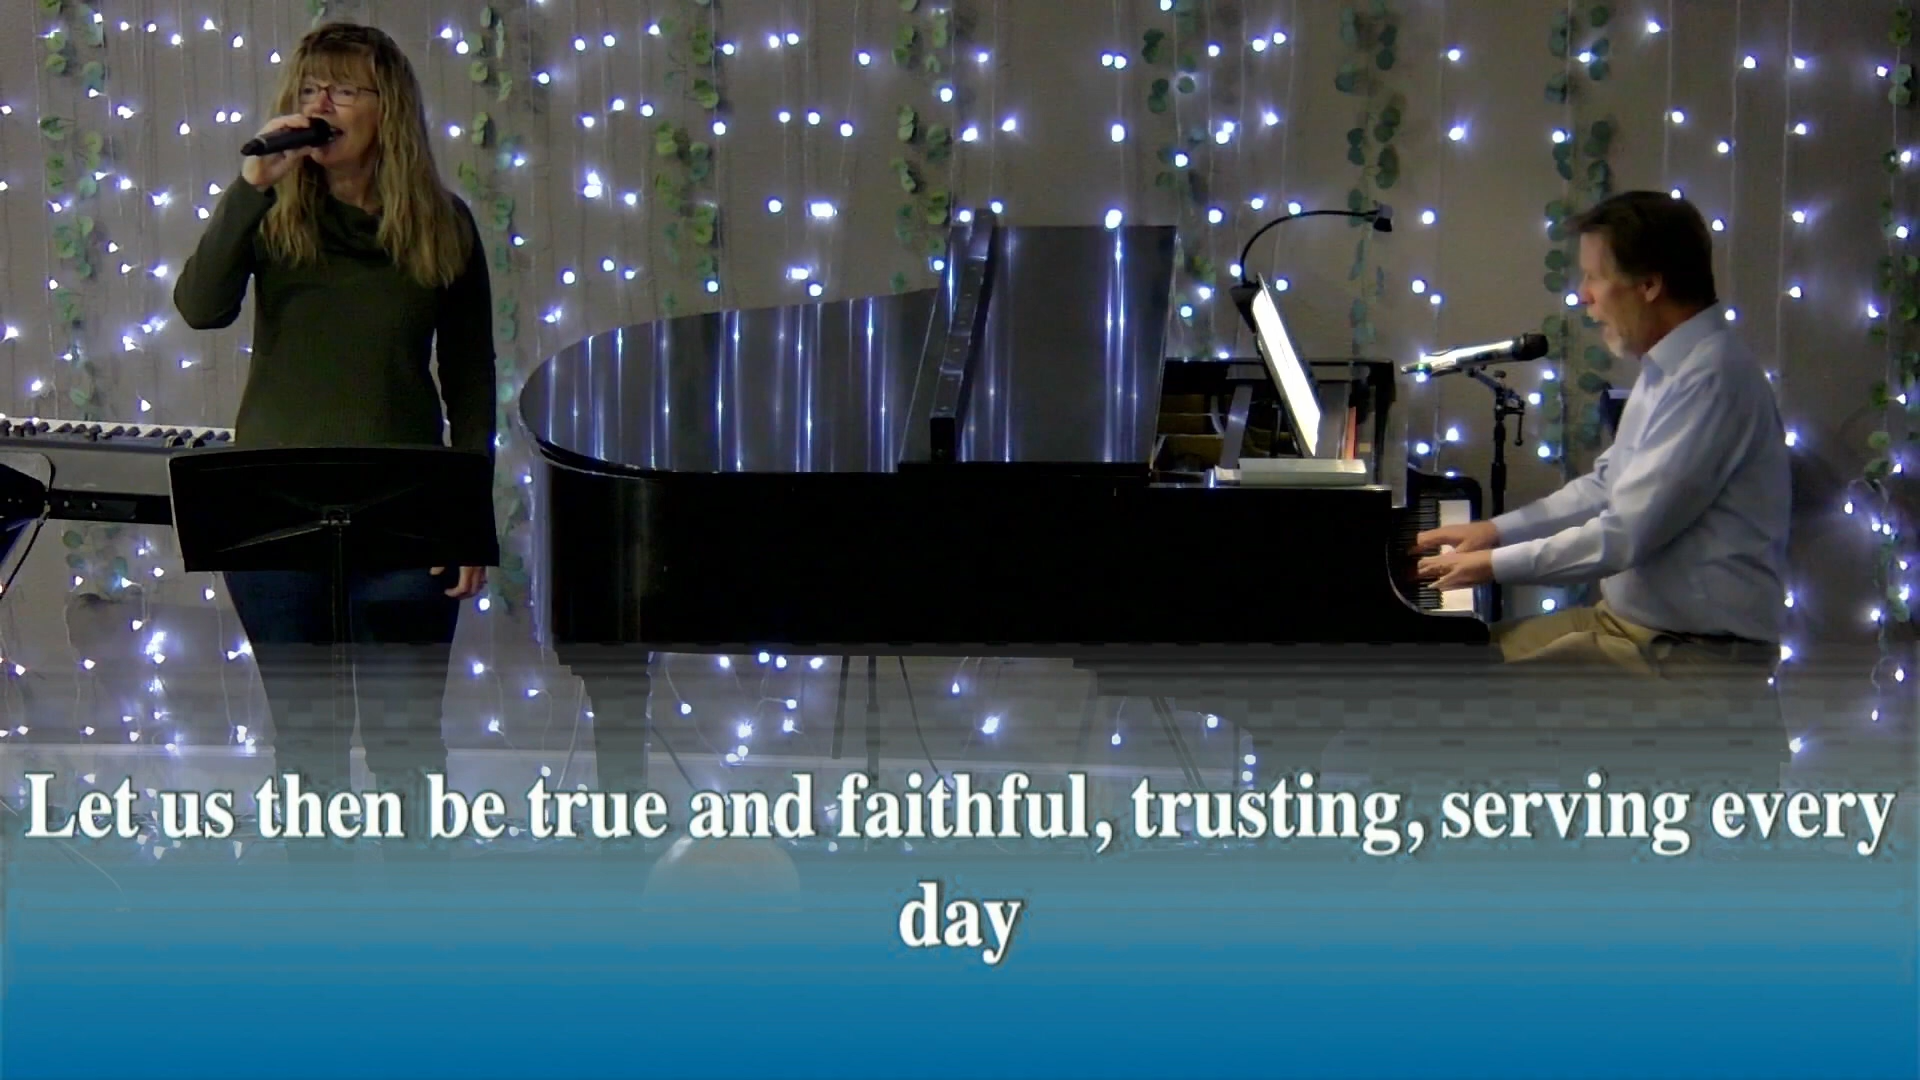 Let us then be true and faithful, trusting, serving every
day